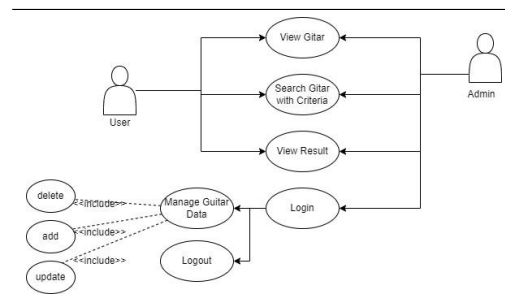 View Gitar
Search Gitar
with Criteria
User
Admin
View Result
delete
<<include>>
Manage Guitar
Data
Login
add
<<include>>
Logout
<<include>>
update